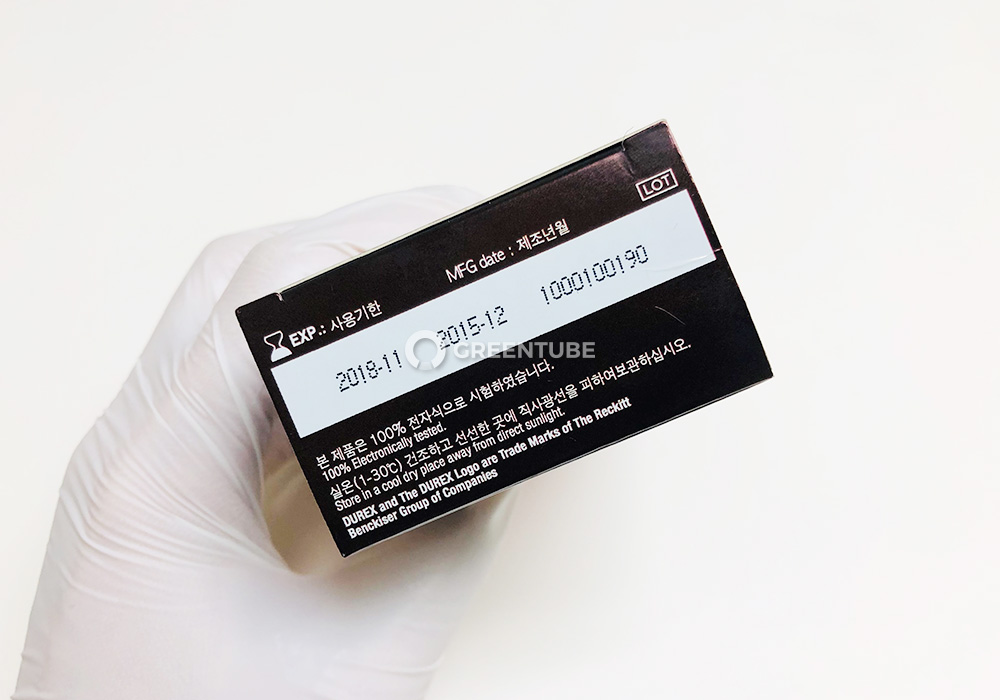 LOT
MFG date : 제조년월
EXP.: 사용기한
2018-11 2015-12 1000100190
GREENTUBE
본 제품은 100% 전자식으로 시험하였습니다.
100% Electronically tested.
실온(1-30℃) 건조하고 선선한 곳에 직사광선을 피하여보관하십시오.
Store in a cool dry place away from direct sunlight.
DUREX and The DUREX Logo are Trade Marks of The Reckitt
Benckiser Group of Companies